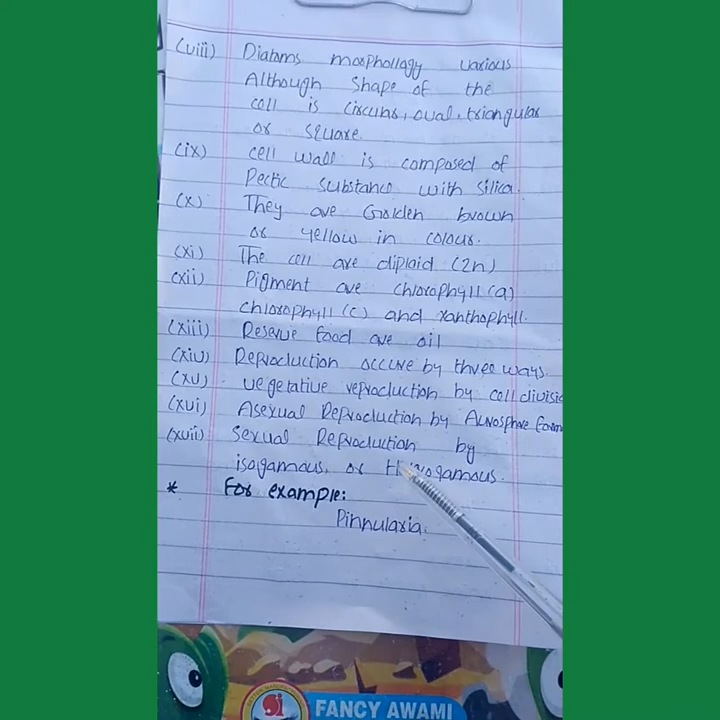 (viii) Diatoms morphollagy various
Although shape of the
cell is circular, oval, triangular
or square.
(ix) cell wall is composed of
Pectic substance with silica.
(x) They are Golden brown
or yellow in colour.
(xi) The cell are diplaid (2n)
(xii) Pigment are chlorophyll (a)
chlorophyll (c) and xanthophyll.
(xiii) Reserve food are oil
(xiv) Reproduction occure by three ways.
(xv) vegetative reproduction by cell divisio
(xvi) Asexual Reproduction by Auxospore form
(xvii) Sexual Reproduction by
isogamous, or
* For example:
Pinnularia.
FANCY AWAMI